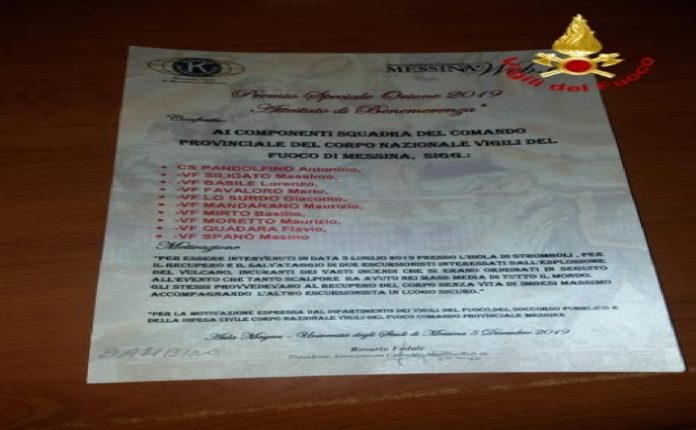 K
MESSINA Web
Vigili del Fuoco
Premio Speciale Orione 2019
Attestato di Benemerenza"
Conferito
AI COMPONENTI SQUADRA DEL COMANDO
PROVINCIALE DEL CORPO NAZIONALE VIGILI DEL
FUOCO DI MESSINA, SIGG.:
CS PANDOLFINO Antonino,
-VF SILIGATO Massimo,
-VF BASILE Lorenzo,
-VF FAVALORO Mario,
-VF LO SURDO Giacomo,
-VF MANDARANO Maurizio,
-VF MIRTO Basilio,
-VF MORETTO Maurizio,
-VF QUADARA Flavio,
-VF SPANÒ Masino
Motivazione
"PER ESSERE INTERVENUTI IN DATA 3 LUGLIO 2019 PRESSO L'ISOLA DI STROMBOLI, PER
IL RECUPERO E IL SALVATAGGIO DI DUE ESCURSIONISTI INTERESSATI DALL'ESPLOSIONE
DEL VULCANO, INCURANTI DEI VASTI INCENDI CHE SI ERANO ORIGINATI IN SEGUITO
ALL'EVENTO CHE TANTO SCALPORE HA AVUTO NEI MASS MEDIA DI TUTTO IL MONDO.
GLI STESSI PROVVEDEVANO AL RECUPERO DEL CORPO SENZA VITA DI IMBESI MASSIMO
ACCOMPAGNANDO L'ALTRO ESCURSIONISTA IN LUOGO SICURO."
"PER LA MOTIVAZIONE ESPRESSA DAL DIPARTIMENTO DEI VIGILI DEL FUOCO, DEL SOCCORSO PUBBLICO E
DELLA DIFESA CIVILE CORPO NAZIONALE VIGILI DEL FUOCO COMANDO PROVINCIALE MESSINA.
Aula Magna - Università degli Studi di Messina 5 Dicembre 2019
Rosario Fodale
Presidente Associazione
BAMBINO